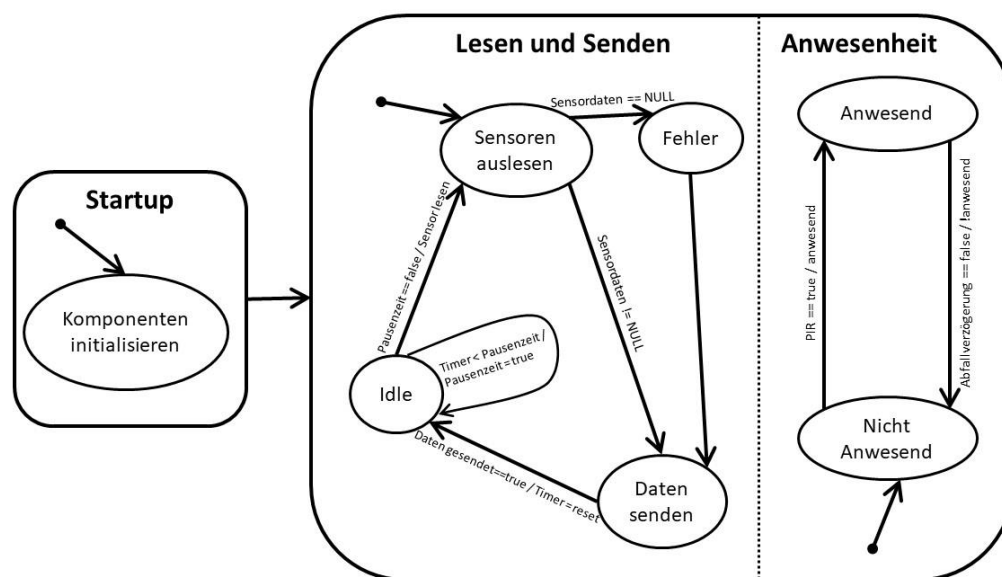 Startup
Komponenten
initialisieren
Lesen und Senden
Sensordaten == NULL
Sensoren
auslesen
Fehler
Pausenzeit == false / Sensor lesen
Sensordaten != NULL
Timer < Pausenzeit /
Pausenzeit = true
Idle
Daten gesendet==true / Timer = reset
Daten
senden
Anwesenheit
Anwesend
PIR == true / anwesend
Abfallverzögerung == false / !anwesend
Nicht
Anwesend